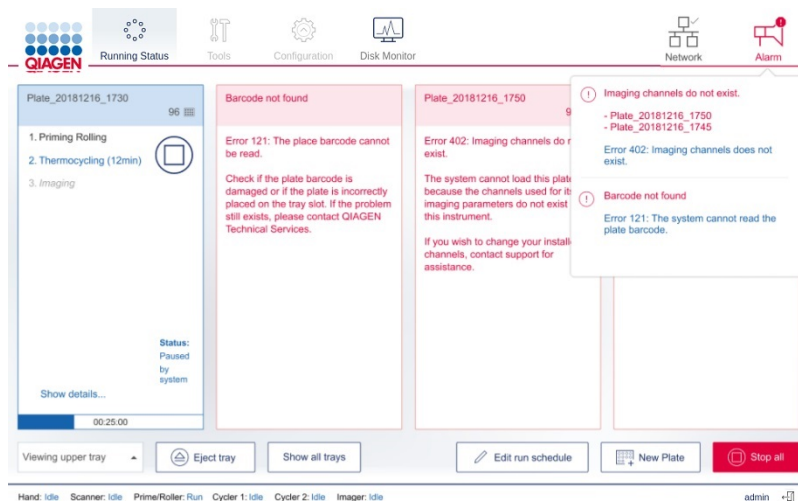 QIAGEN
Running Status
Tools
Configuration
Disk Monitor
Network
Alarm
Plate_20181216_1730
96
1. Priming Rolling
2. Thermocycling (12min)
3. Imaging
Status:
Paused
by
system
Show details...
00:25:00
Barcode not found
Error 121: The place barcode cannot
be read.
Check if the plate barcode is
damaged or if the plate is incorrectly
placed on the tray slot. If the problem
still exists, please contact QIAGEN
Technical Services.
Plate_20181216_1750
9
Error 402: Imaging channels do
exist.
The system cannot load this plate
because the channels used for its
imaging parameters do not exist
this instrument.
If you wish to change your
channels, contact support for
assistance.
Imaging channels do not exist.
- Plate_20181216_1750
- Plate_20181216_1745
Error 402: Imaging channels does not
exist.
Barcode not found
Error 121: The system cannot read the
plate barcode.
Viewing upper tray
Eject tray
Show all trays
Edit run schedule
New Plate
Stop all
Hand: Idle Scanner: Idle Prime/Roller: Run Cycler 1: Idle Cycler 2: Idle Imager: Idle
admin